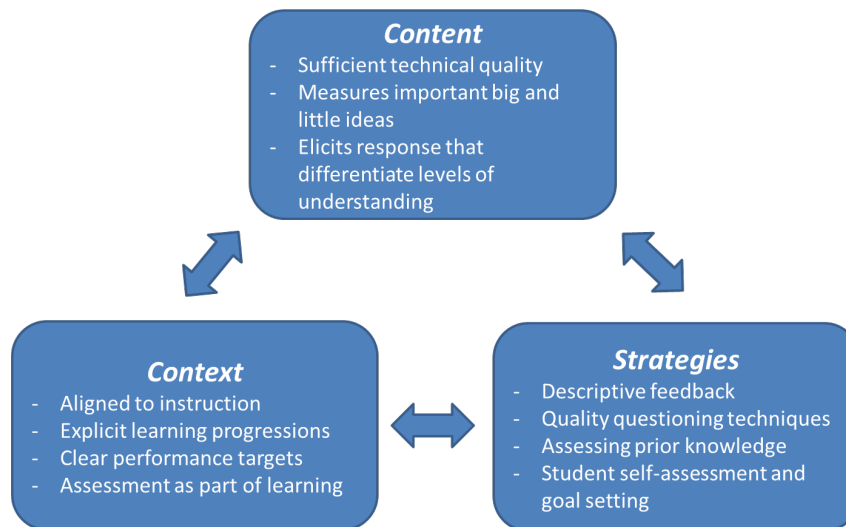 Content
- Sufficient technical quality
- Measures important big and
little ideas
- Elicits response that
differentiate levels of
understanding
Context
- Aligned to instruction
- Explicit learning progressions
- Clear performance targets
- Assessment as part of learning
Strategies
- Descriptive feedback
- Quality questioning techniques
- Assessing prior knowledge
- Student self-assessment and
goal setting